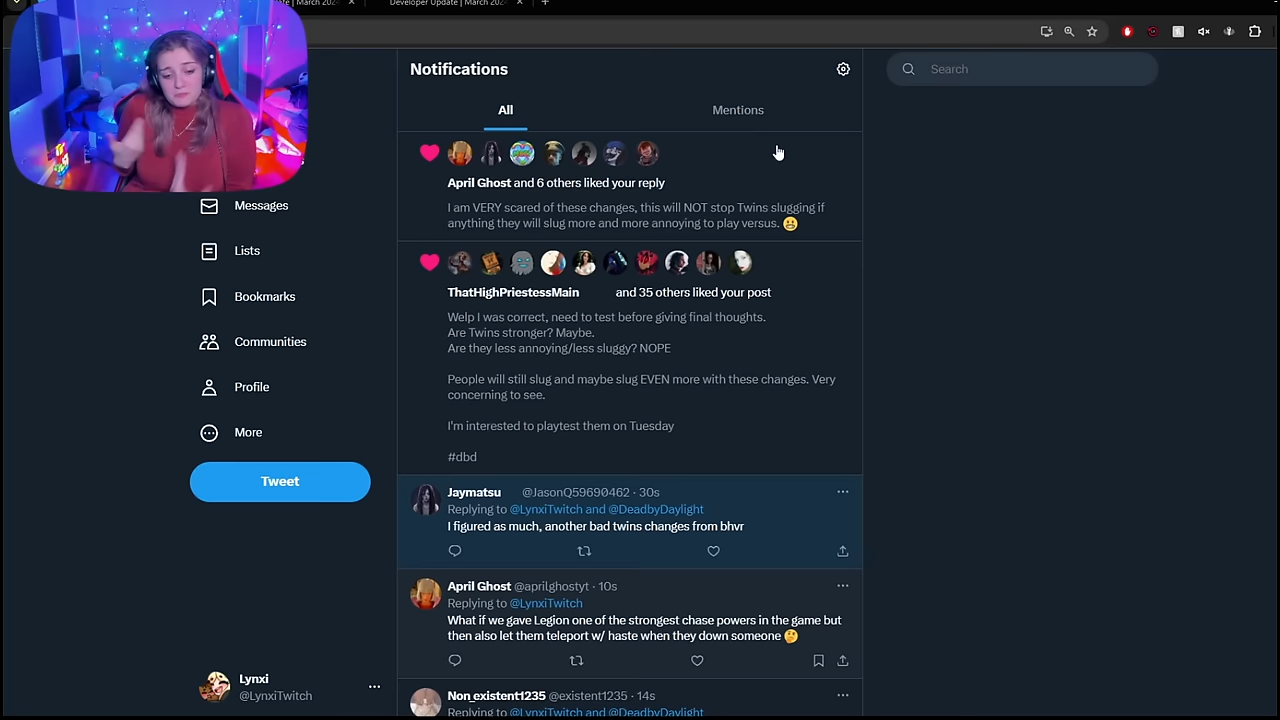 Developer Update | March 202
Notifications
Search
All
Mentions
April Ghost and 6 others liked your reply
I am VERY scared of these changes, this will NOT stop Twins slugging if
anything they will slug more and more annoying to play versus. 😬
ThatHighPriestessMain and 35 others liked your post
Welp I was correct, need to test before giving final thoughts.
Are Twins stronger? Maybe.
Are they less annoying/less sluggy? NOPE
People will still slug and maybe slug EVEN more with these changes. Very
concerning to see.
I'm interested to playtest them on Tuesday
#dbd
Jaymatsu @JasonQ59690462 · 30s
Replying to @LynxiTwitch and @DeadbyDaylight
I figured as much, another bad twins changes from bhvr
April Ghost @aprilghostyt · 10s
Replying to @LynxiTwitch
What if we gave Legion one of the strongest chase powers in the game but
then also let them teleport w/ haste when they down someone 🤔
Non_existent1235 @existent1235 · 14s
Replying to @LynxiTwitch and @DeadbyDaylight
Messages
Lists
Bookmarks
Communities
Profile
More
Tweet
Lynxi
@LynxiTwitch